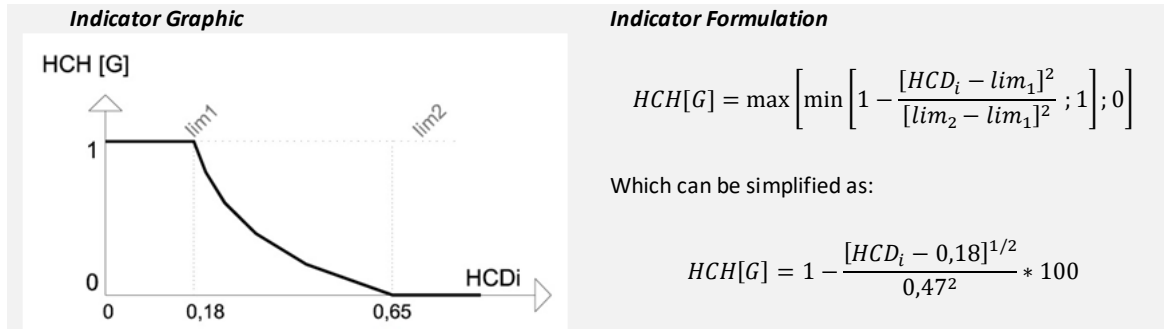 Indicator Graphic
HCH [G]
lim1
lim2
1
0
HCDi
0
0,18
0,65
Indicator Formulation
HCH[G] = max [min [1 − [HCD_i − lim_1]^2 / [lim_2 − lim_1]^2 ; 1] ; 0]
Which can be simplified as:
HCH[G] = 1 − [HCD_i − 0,18]^{1/2} / 0,47^2 * 100